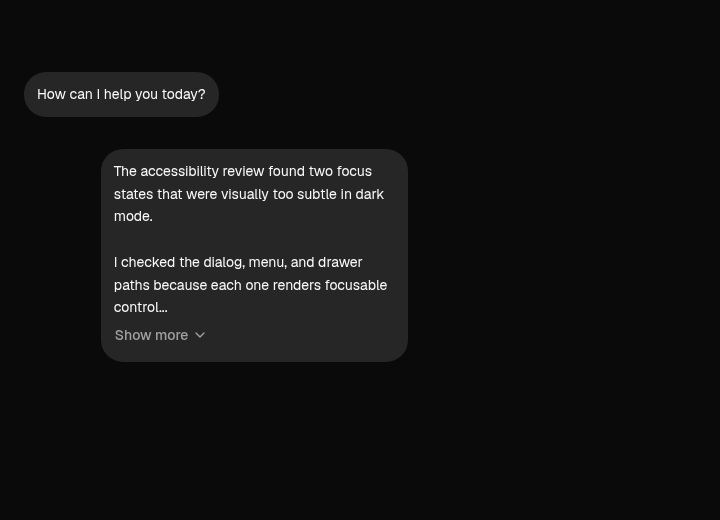 How can I help you today?
The accessibility review found two focus
states that were visually too subtle in dark
mode.
I checked the dialog, menu, and drawer
paths because each one renders focusable
control...
Show more